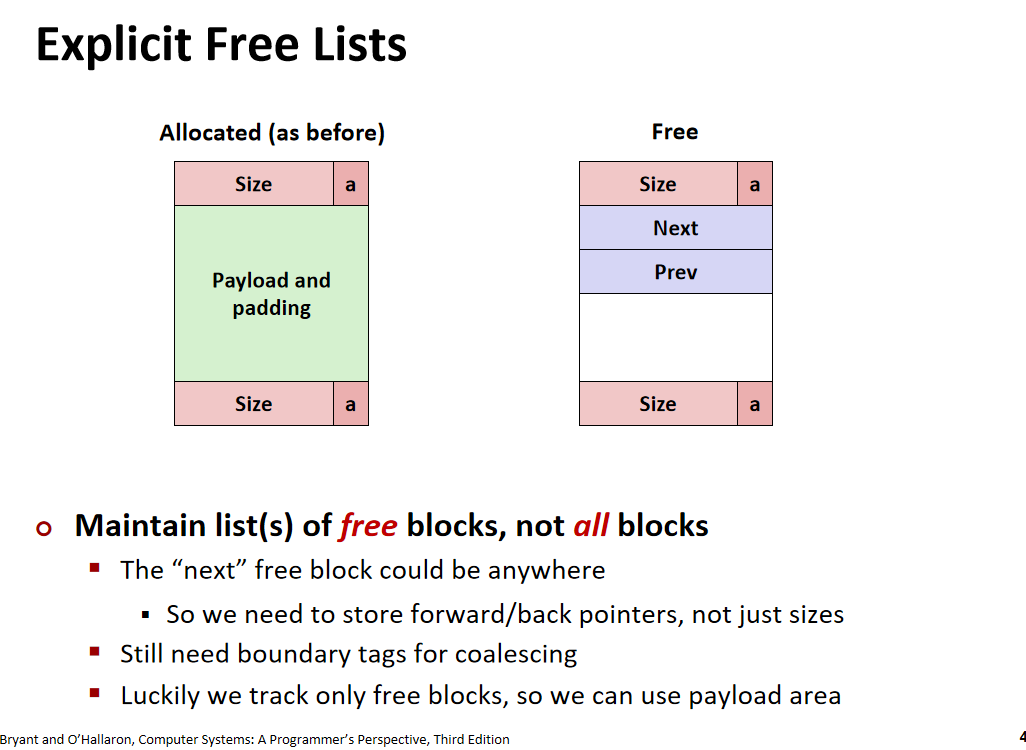 Explicit Free Lists
Allocated (as before)
Free
Size a
Size a
Next
Prev
Payload and
padding
Size a
Size a
Maintain list(s) of free blocks, not all blocks
The “next” free block could be anywhere
So we need to store forward/back pointers, not just sizes
Still need boundary tags for coalescing
Luckily we track only free blocks, so we can use payload area
Bryant and O’Hallaron, Computer Systems: A Programmer’s Perspective, Third Edition
4